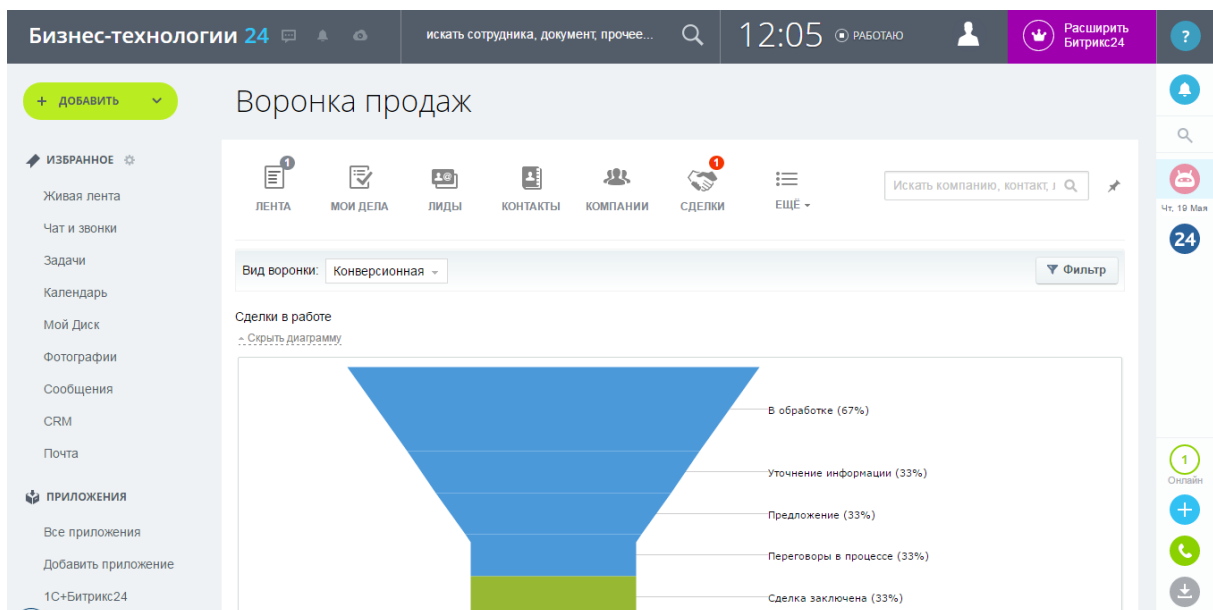 Бизнес-технологии 24
искать сотрудника, документ, прочее...
12:05 РАБОТАЮ
Расширить
Битрикс24
?
+ ДОБАВИТЬ
Воронка продаж
ИЗБРАННОЕ
Живая лента
Чат и звонки
Задачи
Календарь
Мой Диск
Фотографии
Сообщения
CRM
Почта
ПРИЛОЖЕНИЯ
Все приложения
Добавить приложение
1С+Битрикс24
1
ЛЕНТА
МОИ ДЕЛА
ЛИДЫ
КОНТАКТЫ
КОМПАНИИ
1
СДЕЛКИ
ЕЩЁ
Искать компанию, контакт,
Вид воронки: Конверсионная
Фильтр
Сделки в работе
Скрыть диаграмму
В обработке (67%)
Уточнение информации (33%)
Предложение (33%)
Переговоры в процессе (33%)
Сделка заключена (33%)
Чт, 19 Мая
24
1
Онлайн